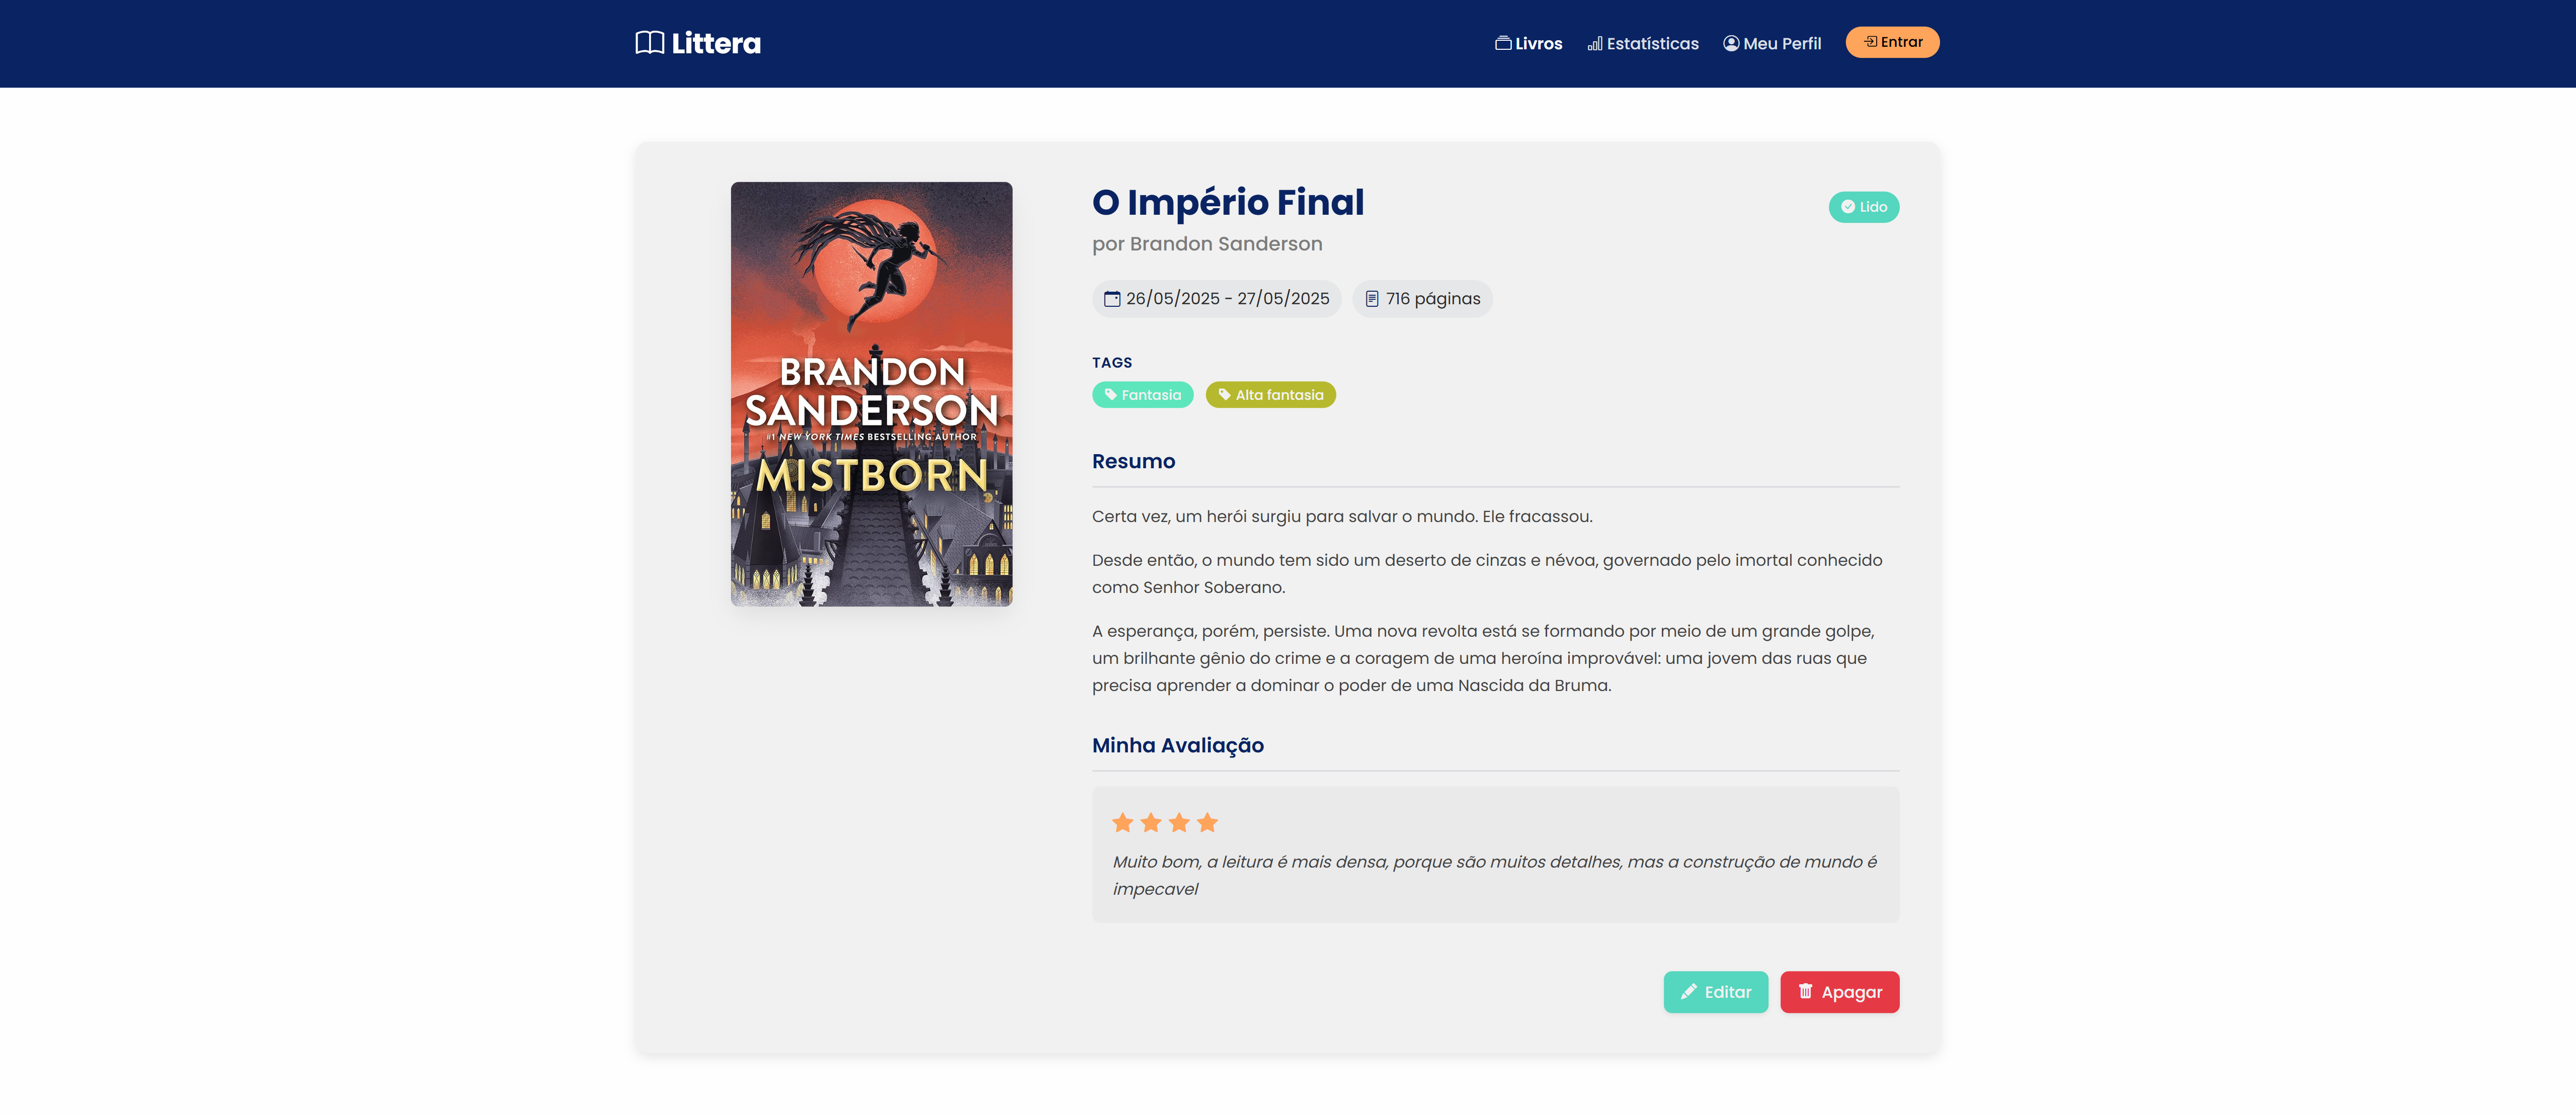 Littera
Livros
Estatísticas
Meu Perfil
Entrar
BRANDON
SANDERSON
#1 NEW YORK TIMES BESTSELLING AUTHOR
MISTBORN
O Império Final
Lido
por Brandon Sanderson
26/05/2025 - 27/05/2025
716 páginas
TAGS
Fantasia
Alta fantasia
Resumo
Certa vez, um herói surgiu para salvar o mundo. Ele fracassou.
Desde então, o mundo tem sido um deserto de cinzas e névoa, governado pelo imortal conhecido
como Senhor Soberano.
A esperança, porém, persiste. Uma nova revolta está se formando por meio de um grande golpe,
um brilhante gênio do crime e a coragem de uma heroína improvável: uma jovem das ruas que
precisa aprender a dominar o poder de uma Nascida da Bruma.
Minha Avaliação
Muito bom, a leitura é mais densa, porque são muitos detalhes, mas a construção de mundo é
impecavel
Editar
Apagar